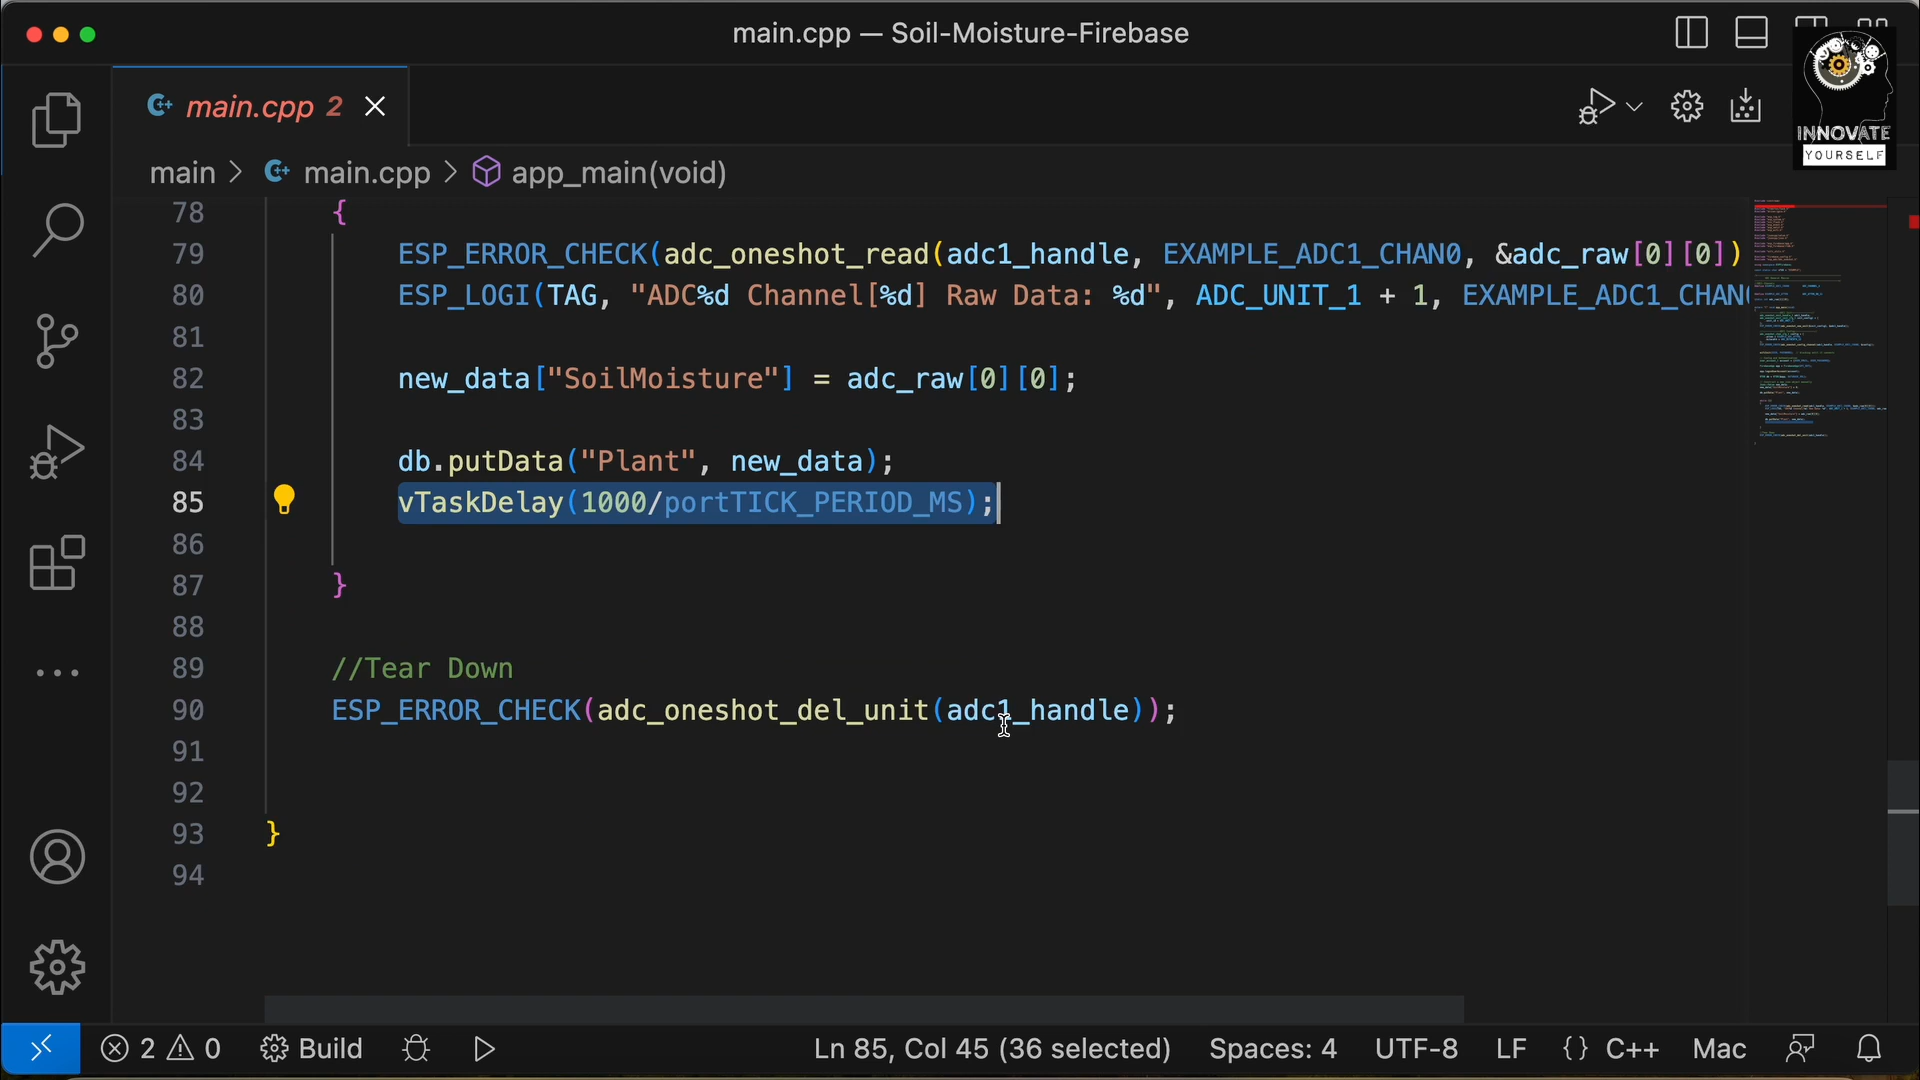 main.cpp — Soil-Moisture-Firebase
main.cpp 2
INNOVATE
YOURSELF
main > main.cpp > app_main(void)
78 {
79 ESP_ERROR_CHECK(adc_oneshot_read(adc1_handle, EXAMPLE_ADC1_CHAN0, &adc_raw[0][0])
80 ESP_LOGI(TAG, "ADC%d Channel[%d] Raw Data: %d", ADC_UNIT_1 + 1, EXAMPLE_ADC1_CHAN0
81
82 new_data["SoilMoisture"] = adc_raw[0][0];
83
84 db.putData("Plant", new_data);
85 vTaskDelay(1000/portTICK_PERIOD_MS);
86
87 }
88
89 //Tear Down
90 ESP_ERROR_CHECK(adc_oneshot_del_unit(adc1_handle));
91
92
93 }
94
2 0 Build Ln 85, Col 45 (36 selected) Spaces: 4 UTF-8 LF {} C++ Mac